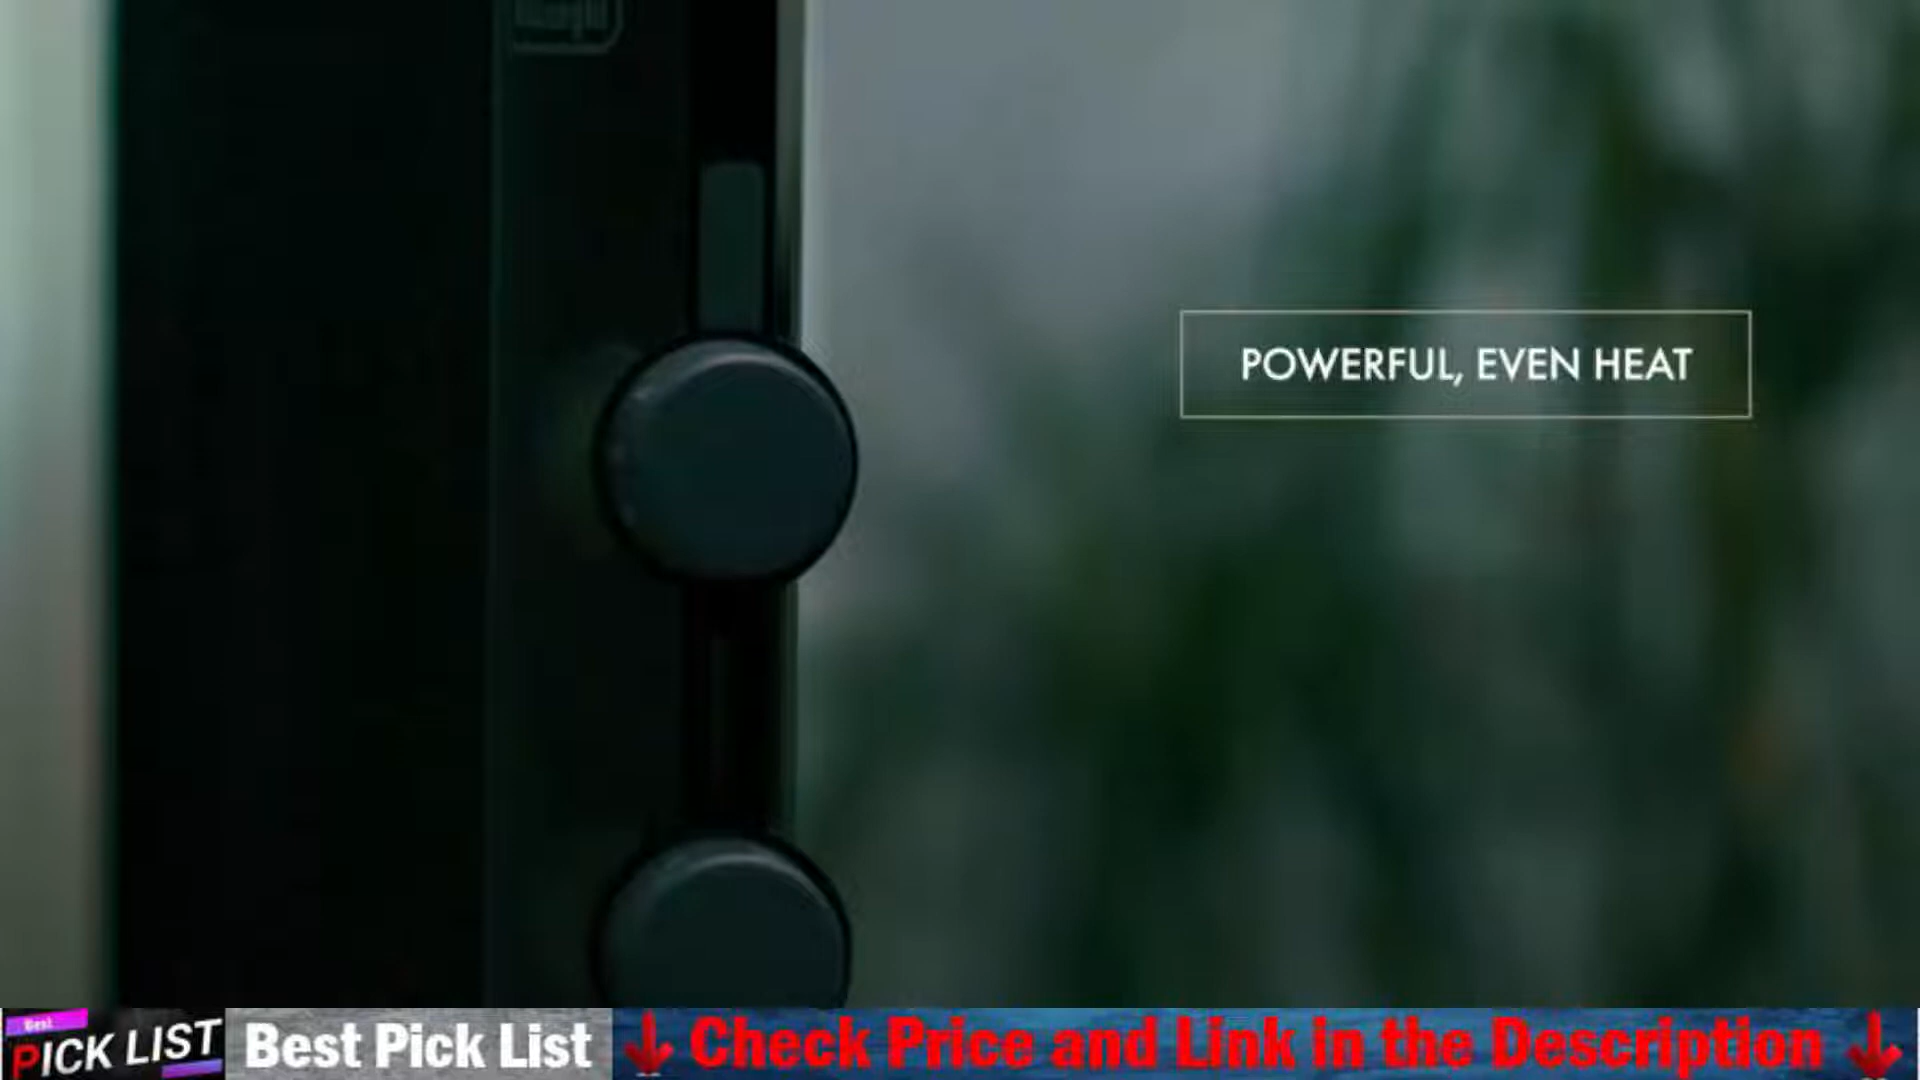 POWERFUL, EVEN HEAT
Best
PICK LIST
Best Pick List
Check Price and Link in the Description